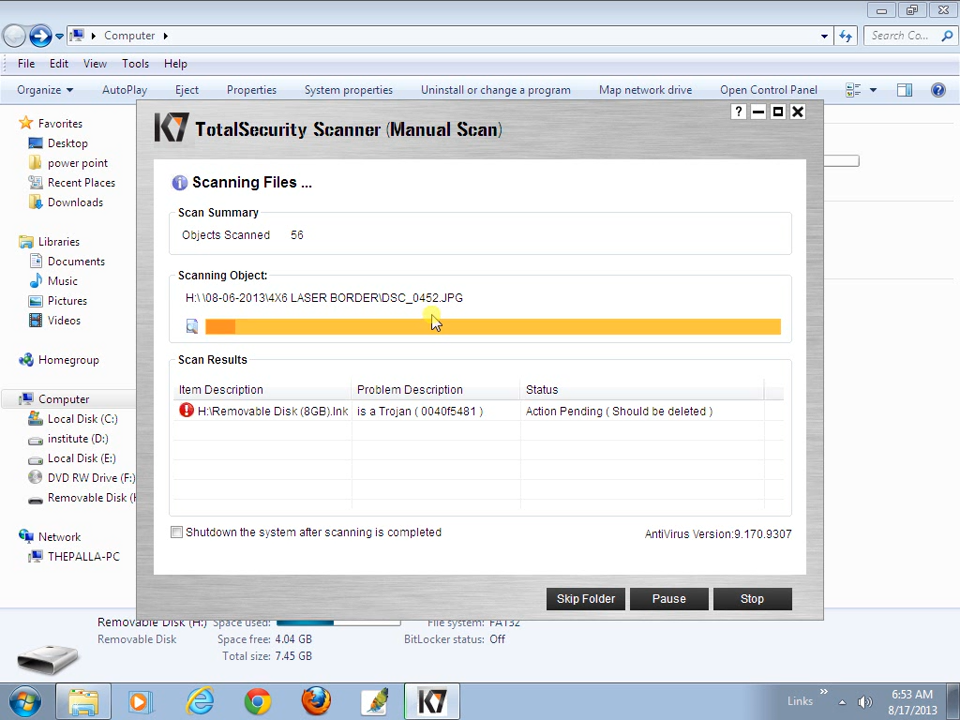 Computer
Search Co...
File Edit View Tools Help
Organize AutoPlay Eject Properties System properties Uninstall or change a program Map network drive Open Control Panel
K7 TotalSecurity Scanner (Manual Scan)
?
Favorites
Desktop
power point
Recent Places
Downloads
Libraries
Documents
Music
Pictures
Videos
Homegroup
Computer
Local Disk (C:)
institute (D:)
Local Disk (E:)
DVD RW Drive (F:)
Removable Disk (H
Network
THEPALLA-PC
Scanning Files ...
Scan Summary
Objects Scanned 56
Scanning Object:
H:\ \08-06-2013\4X6 LASER BORDER\DSC_0452.JPG
Scan Results
Item Description Problem Description Status
H:\Removable Disk (8GB).lnk is a Trojan ( 0040f5481 ) Action Pending ( Should be deleted )
Shutdown the system after scanning is completed
AntiVirus Version:9.170.9307
Skip Folder Pause Stop
Removable Disk (H:) Space used: File system: FAT32
Removable Disk Space free: 4.04 GB BitLocker status: Off
Total size: 7.45 GB
K7
Links
6:53 AM
8/17/2013